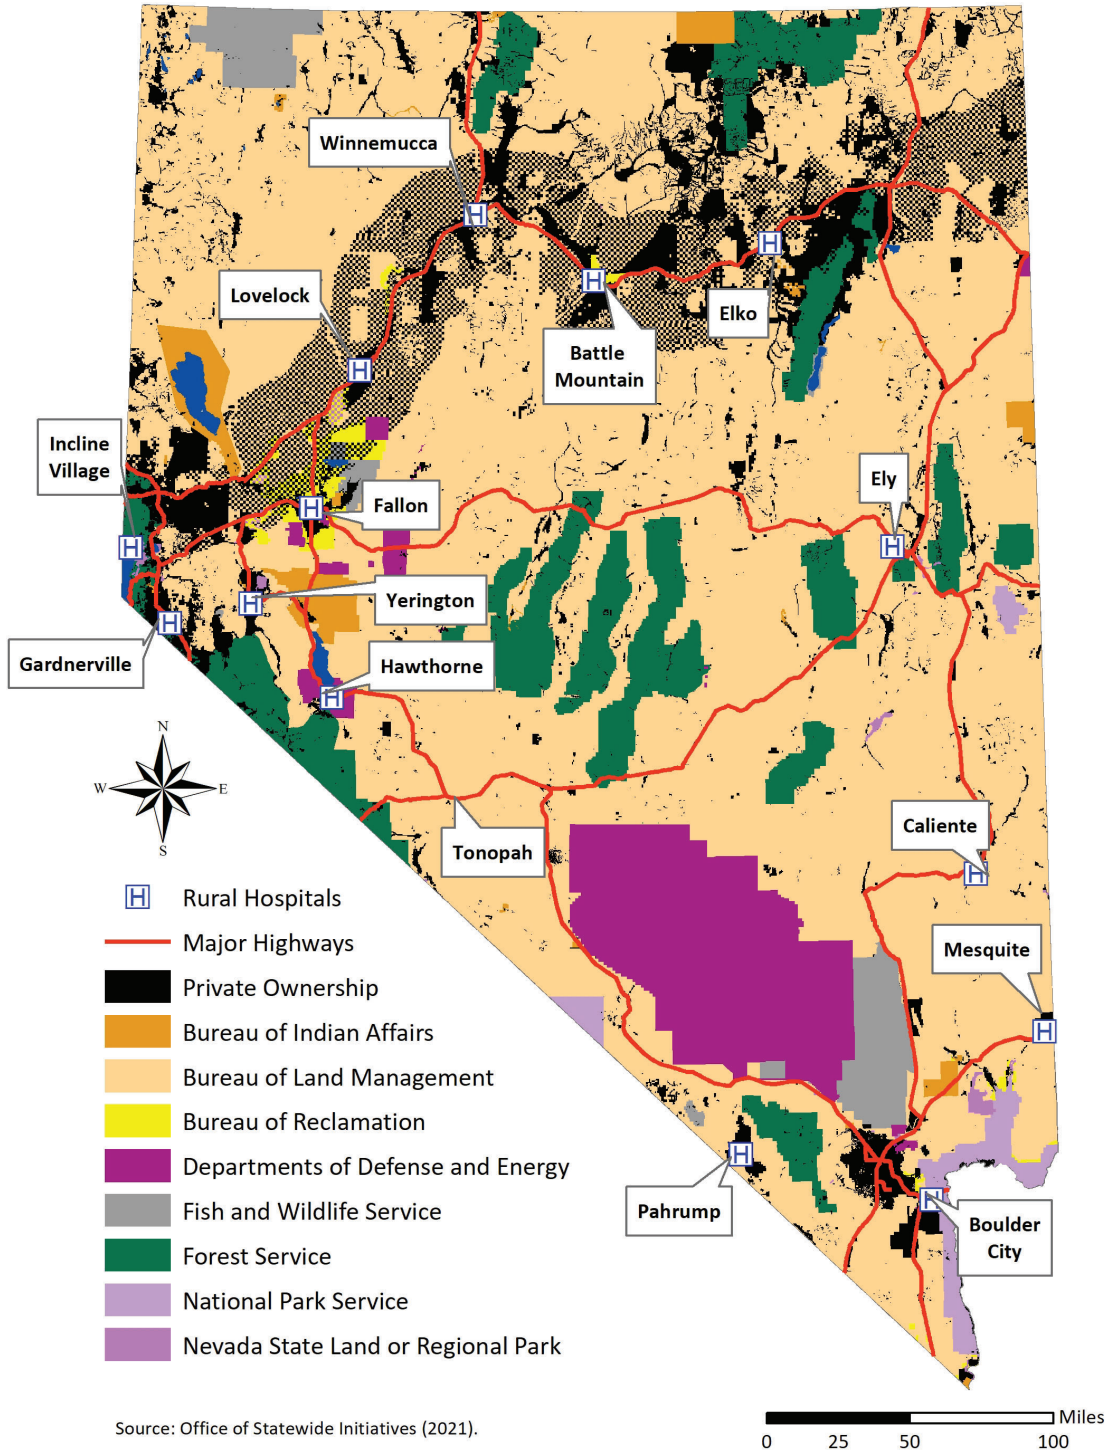 Winnemucca
Lovelock
Elko
Battle
Mountain
Incline
Village
Fallon
Ely
Yerington
Gardnerville
Hawthorne
N
W
E
S
Tonopah
Caliente
Mesquite
Pahrump
Boulder
City
H Rural Hospitals
Major Highways
Private Ownership
Bureau of Indian Affairs
Bureau of Land Management
Bureau of Reclamation
Departments of Defense and Energy
Fish and Wildlife Service
Forest Service
National Park Service
Nevada State Land or Regional Park
Source: Office of Statewide Initiatives (2021).
Miles
0 25 50 100